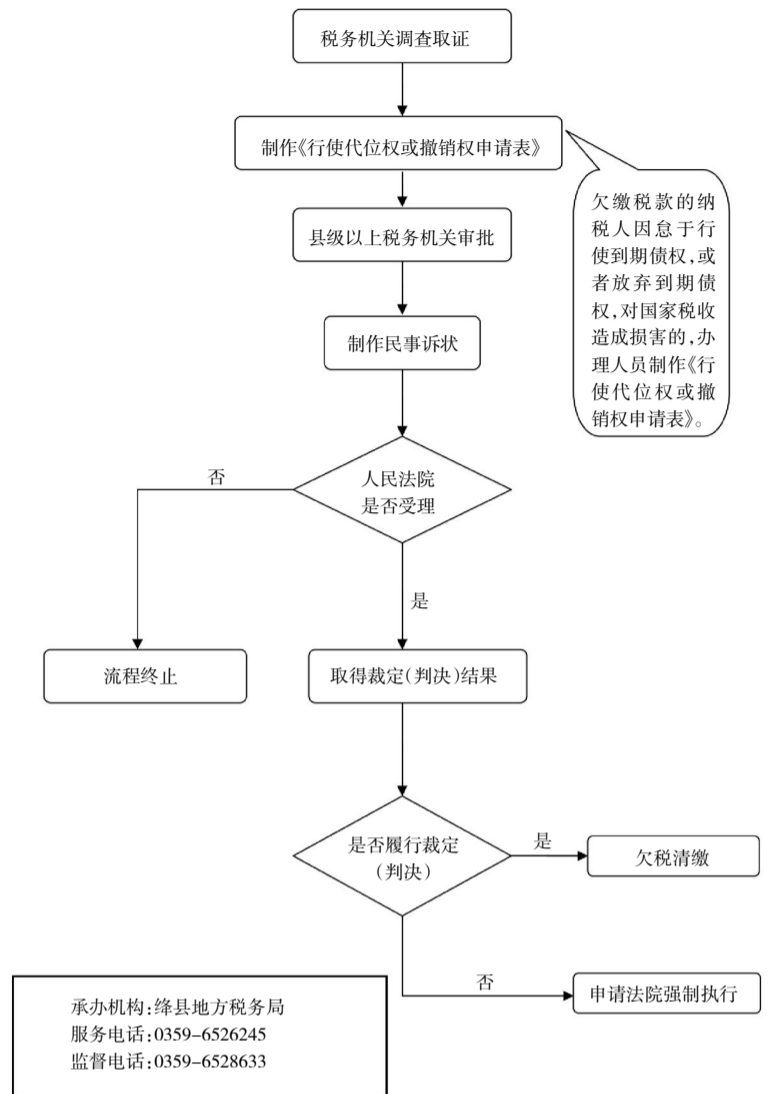 税务机关调查取证
制作《行使代位权或撤销权申请表》
欠缴税款的纳
税人因怠于行
使到期债权,或
者放弃到期债
权,对国家税收
造成损害的,办
理人员制作《行
使代位权或撤
销权申请表》。
县级以上税务机关审批
制作民事诉状
人民法院
是否受理
否
是
流程终止
取得裁定(判决)结果
是否履行裁定
(判决)
是
欠税清缴
否
申请法院强制执行
承办机构:绛县地方税务局
服务电话:0359-6526245
监督电话:0359-6528633